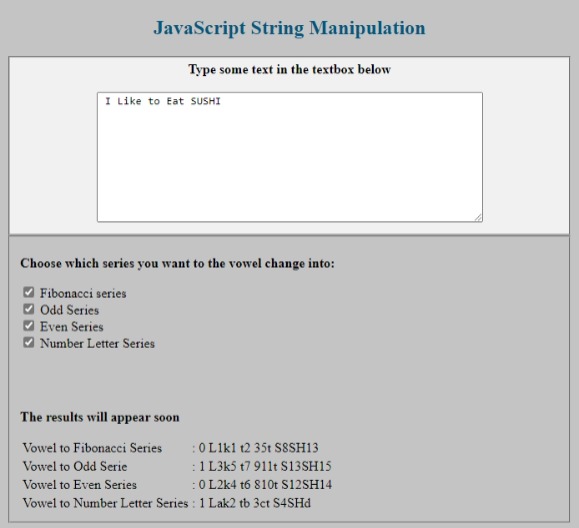 JavaScript String Manipulation
Type some text in the textbox below
I Like to Eat SUSHI
Choose which series you want to the vowel change into:
Fibonacci series
Odd Series
Even Series
Number Letter Series
The results will appear soon
Vowel to Fibonacci Series : 0 L1k1 t2 35t S8SH13
Vowel to Odd Serie : 1 L3k5 t7 911t S13SH15
Vowel to Even Series : 0 L2k4 t6 810t S12SH14
Vowel to Number Letter Series : 1 Lak2 tb 3ct S4SHd